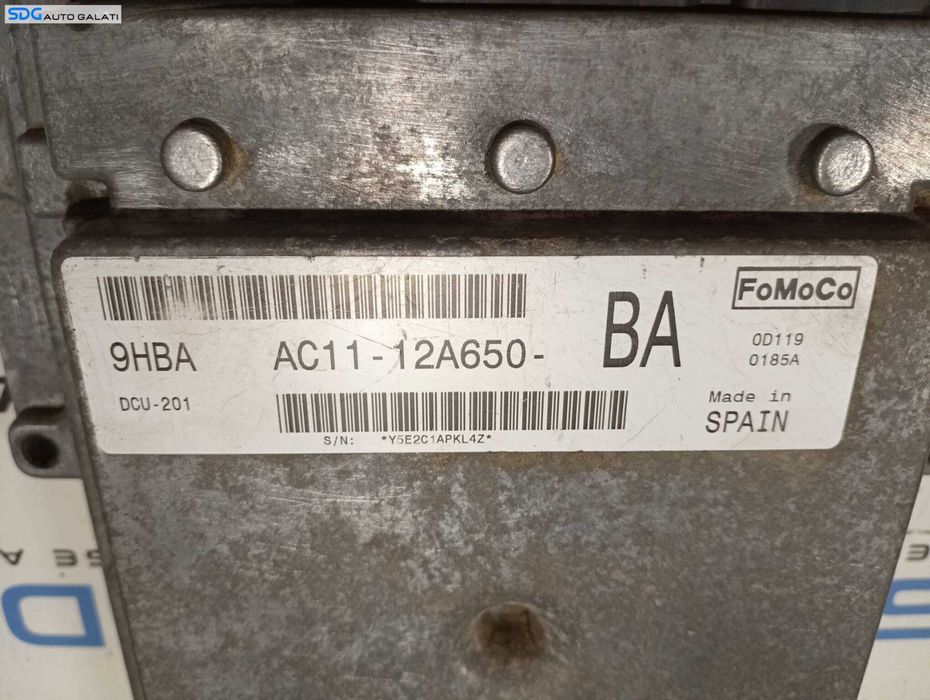 SDG AUTO GALATI
FoMoCo
9HBA AC11-12A650- BA
0D119
0185A
DCU-201
Made in
SPAIN
S/N: *Y5E2C1APKL4Z*